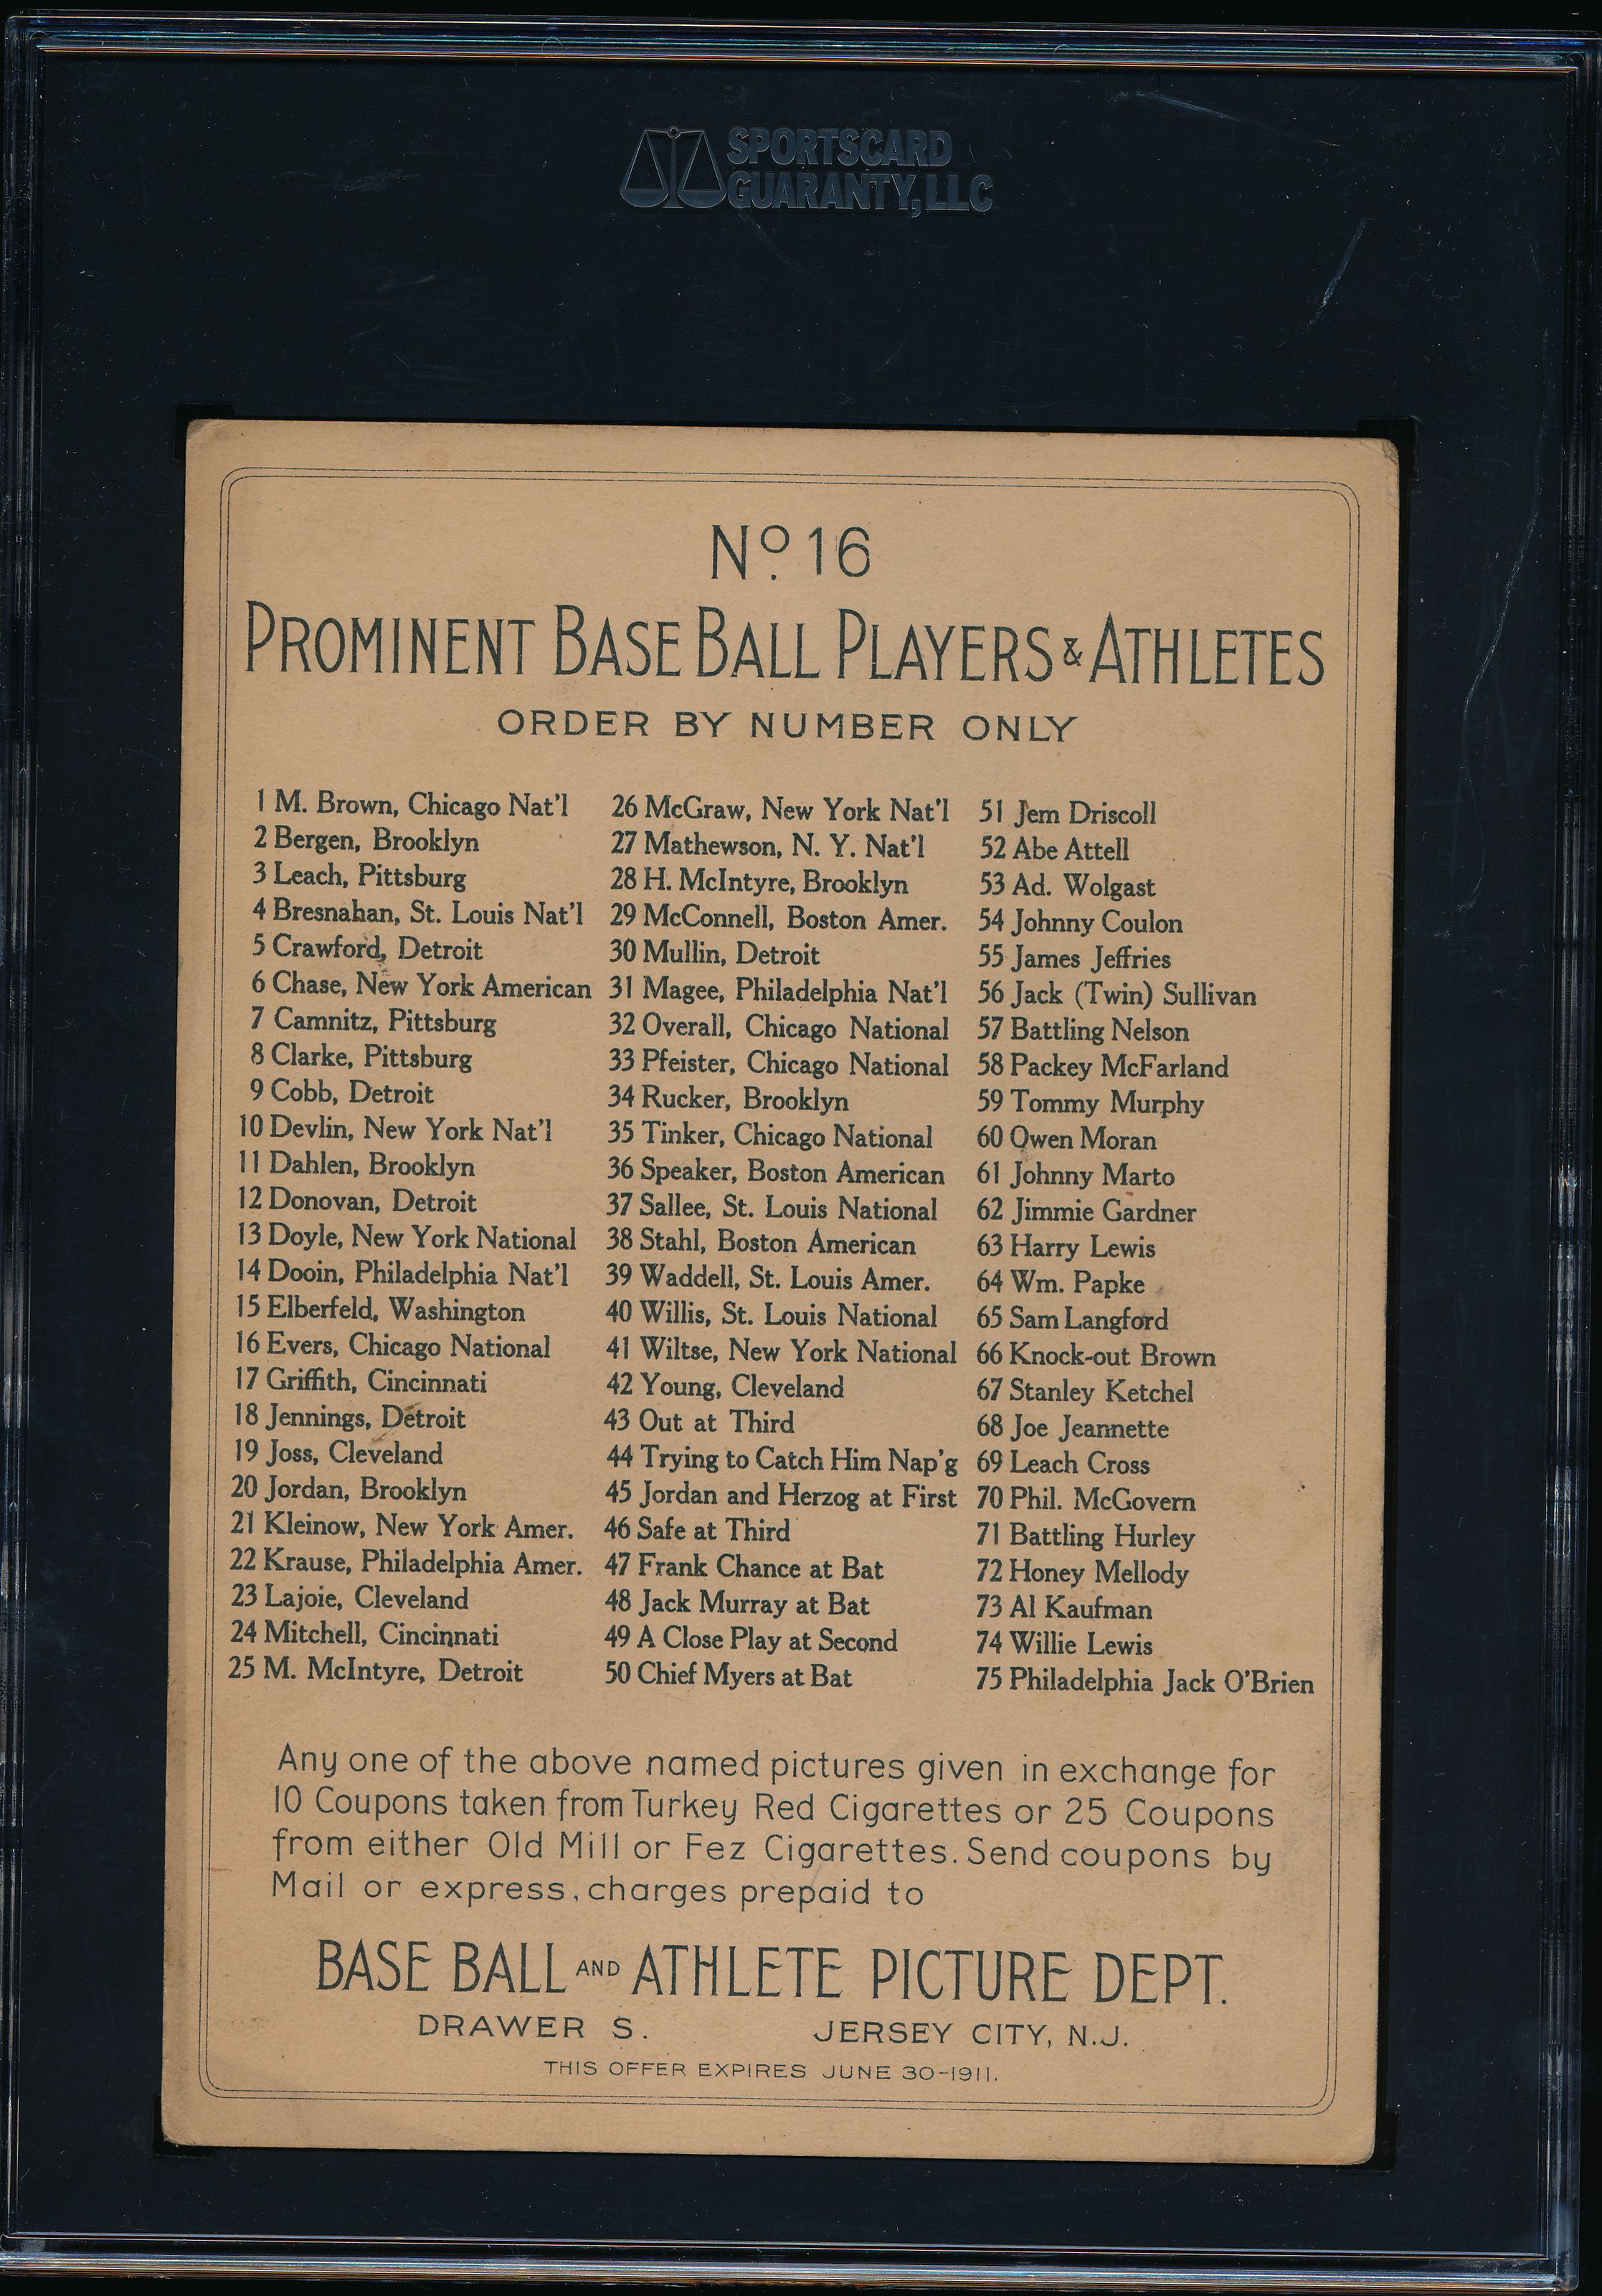 SPORTSCARD
GUARANTY, LLC
No. 16
PROMINENT BASE BALL PLAYERS & ATHLETES
ORDER BY NUMBER ONLY
1 M. Brown, Chicago Nat'l
2 Bergen, Brooklyn
3 Leach, Pittsburg
4 Bresnahan, St. Louis Nat'l
5 Crawford, Detroit
6 Chase, New York American
7 Camnitz, Pittsburg
8 Clarke, Pittsburg
9 Cobb, Detroit
10 Devlin, New York Nat'l
11 Dahlen, Brooklyn
12 Donovan, Detroit
13 Doyle, New York National
14 Dooin, Philadelphia Nat'l
15 Elberfeld, Washington
16 Evers, Chicago National
17 Griffith, Cincinnati
18 Jennings, Detroit
19 Joss, Cleveland
20 Jordan, Brooklyn
21 Kleinow, New York Amer.
22 Krause, Philadelphia Amer.
23 Lajoie, Cleveland
24 Mitchell, Cincinnati
25 M. McIntyre, Detroit
26 McGraw, New York Nat'l
27 Mathewson, N. Y. Nat'l
28 H. McIntyre, Brooklyn
29 McConnell, Boston Amer.
30 Mullin, Detroit
31 Magee, Philadelphia Nat'l
32 Overall, Chicago National
33 Pfeister, Chicago National
34 Rucker, Brooklyn
35 Tinker, Chicago National
36 Speaker, Boston American
37 Sallee, St. Louis National
38 Stahl, Boston American
39 Waddell, St. Louis Amer.
40 Willis, St. Louis National
41 Wiltse, New York National
42 Young, Cleveland
43 Out at Third
44 Trying to Catch Him Nap'g
45 Jordan and Herzog at First
46 Safe at Third
47 Frank Chance at Bat
48 Jack Murray at Bat
49 A Close Play at Second
50 Chief Myers at Bat
51 Jem Driscoll
52 Abe Attell
53 Ad. Wolgast
54 Johnny Coulon
55 James Jeffries
56 Jack (Twin) Sullivan
57 Battling Nelson
58 Packey McFarland
59 Tommy Murphy
60 Owen Moran
61 Johnny Marto
62 Jimmie Gardner
63 Harry Lewis
64 Wm. Papke
65 Sam Langford
66 Knock-out Brown
67 Stanley Ketchel
68 Joe Jeannette
69 Leach Cross
70 Phil. McGovern
71 Battling Hurley
72 Honey Mellody
73 Al Kaufman
74 Willie Lewis
75 Philadelphia Jack O'Brien
Any one of the above named pictures given in exchange for
10 Coupons taken from Turkey Red Cigarettes or 25 Coupons
from either Old Mill or Fez Cigarettes. Send coupons by
Mail or express, charges prepaid to
BASE BALL AND ATHLETE PICTURE DEPT.
DRAWER S. JERSEY CITY, N.J.
THIS OFFER EXPIRES JUNE 30-1911.